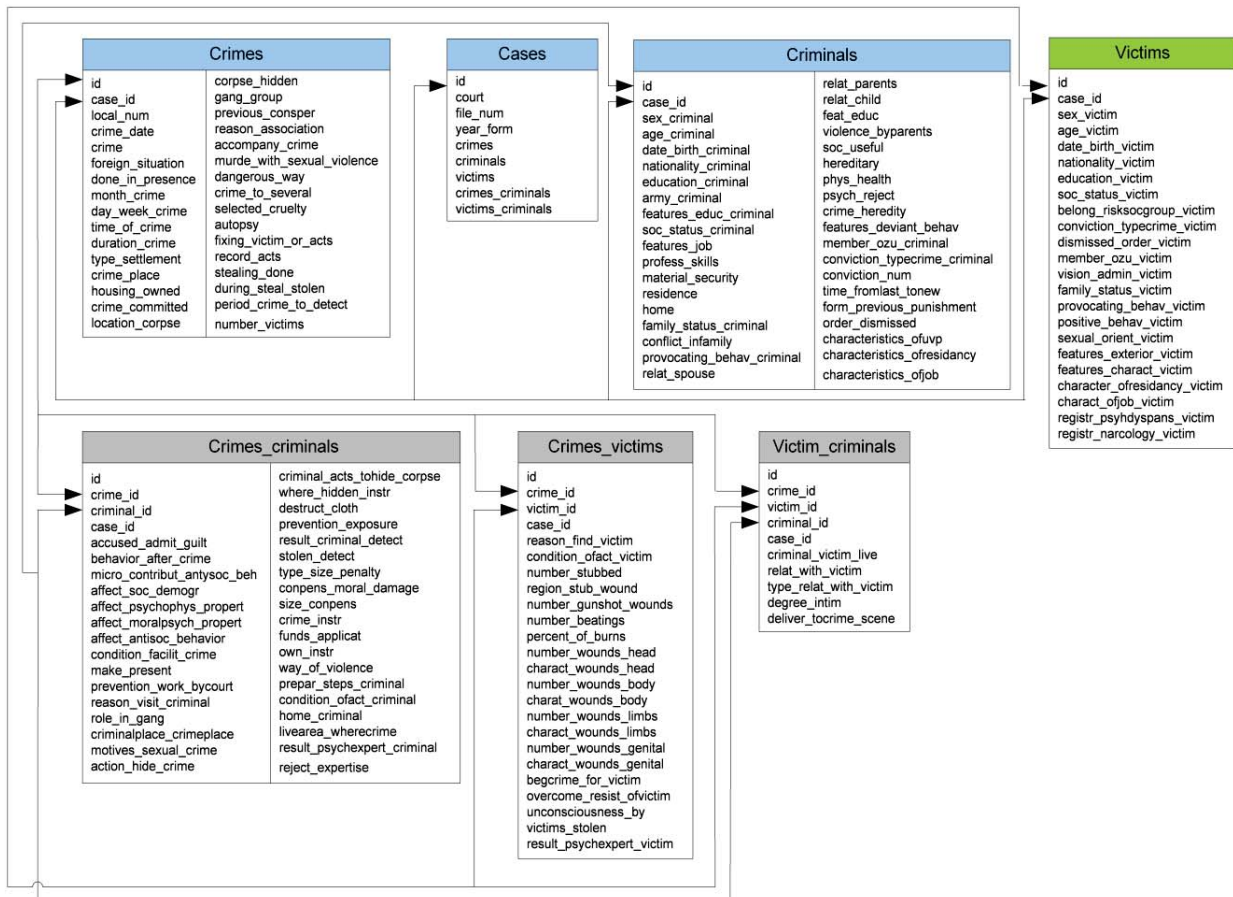 Crimes
id
case_id
local_num
crime_date
crime
foreign_situation
done_in_presence
month_crime
day_week_crime
time_of_crime
duration_crime
type_settlement
crime_place
housing_owned
crime_committed
location_corpse
corpse_hidden
gang_group
previous_consper
reason_association
accompany_crime
murde_with_sexual_violence
dangerous_way
crime_to_several
selected_cruelty
autopsy
fixing_victim_or_acts
record_acts
stealing_done
during_steal_stolen
period_crime_to_detect
number_victims
Cases
id
court
file_num
year_form
crimes
criminals
victims
crimes_criminals
victims_criminals
Criminals
id
case_id
sex_criminal
age_criminal
date_birth_criminal
nationality_criminal
education_criminal
army_criminal
features_educ_criminal
soc_status_criminal
features_job
profess_skills
material_security
residence
home
family_status_criminal
conflict_infamily
provocating_behav_criminal
relat_spouse
relat_parents
relat_child
feat_educ
violence_byparents
soc_useful
hereditary
phys_health
psych_reject
crime_heredity
features_deviant_behav
member_ozu_criminal
conviction_typecrime_criminal
conviction_num
time_fromlast_tonew
form_previous_punishment
order_dismissed
characteristics_ofuvp
characteristics_ofresidancy
characteristics_ofjob
Victims
id
case_id
sex_victim
age_victim
date_birth_victim
nationality_victim
education_victim
soc_status_victim
belong_risksocgroup_victim
conviction_typecrime_victim
dismissed_order_victim
member_ozu_victim
vision_admin_victim
family_status_victim
provocating_behav_victim
positive_behav_victim
sexual_orient_victim
features_exterior_victim
features_charact_victim
character_ofresidancy_victim
charact_ofjob_victim
registr_psyhdyspans_victim
registr_narcology_victim
Crimes_criminals
id
crime_id
criminal_id
case_id
accused_admit_guilt
behavior_after_crime
micro_contribut_antysoc_beh
affect_soc_demogr
affect_psychophys_propert
affect_moralpsych_propert
affect_antisoc_behavior
condition_facilit_crime
make_present
prevention_work_bycourt
reason_visit_criminal
role_in_gang
criminalplace_crimeplace
motives_sexual_crime
action_hide_crime
criminal_acts_tohide_corpse
where_hidden_instr
destruct_cloth
prevention_exposure
result_criminal_detect
stolen_detect
type_size_penalty
conpens_moral_damage
size_conpens
crime_instr
funds_applicat
own_instr
way_of_violence
prepar_steps_criminal
condition_ofact_criminal
home_criminal
livearea_wherecrime
result_psychexpert_criminal
reject_expertise
Crimes_victims
id
crime_id
victim_id
case_id
reason_find_victim
condition_ofact_victim
number_stubbed
region_stub_wound
number_gunshot_wounds
number_beatings
percent_of_burns
number_wounds_head
charact_wounds_head
number_wounds_body
charat_wounds_body
number_wounds_limbs
charact_wounds_limbs
number_wounds_genital
charact_wounds_genital
begcrime_for_victim
overcome_resist_ofvictim
unconsciousness_by
victims_stolen
result_psychexpert_victim
Victim_criminals
id
crime_id
victim_id
criminal_id
case_id
criminal_victim_live
relat_with_victim
type_relat_with_victim
degree_intim
deliver_tocrime_scene